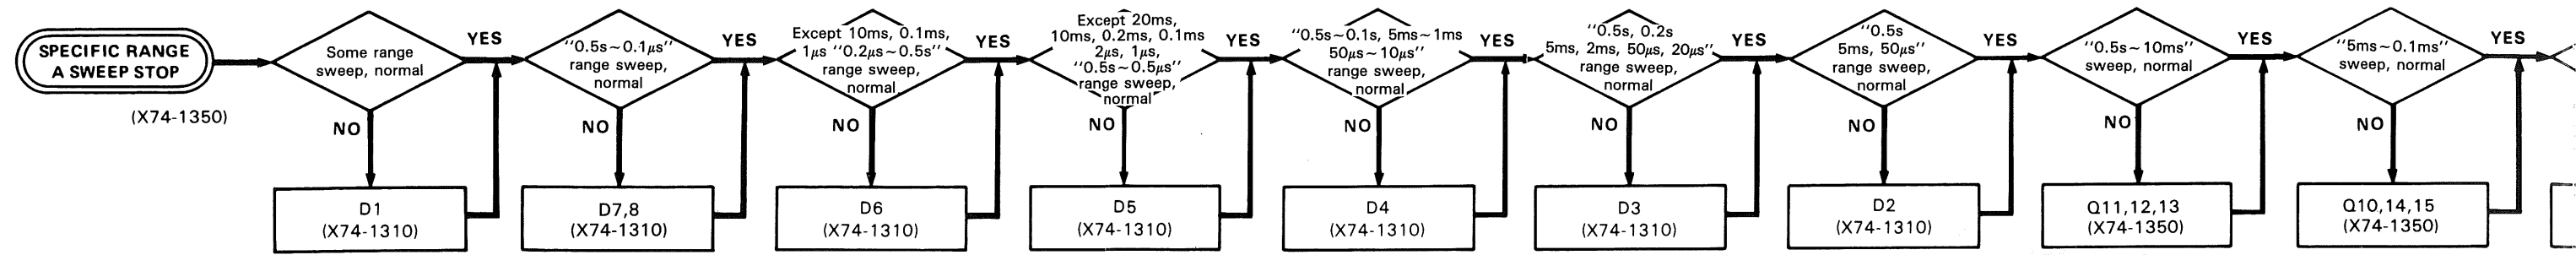 SPECIFIC RANGE
A SWEEP STOP
(X74-1350)
Some range
sweep, normal
YES
NO
D1
(X74-1310)
"0.5s~0.1µs"
range sweep,
normal
YES
NO
D7,8
(X74-1310)
Except 10ms, 0.1ms,
1µs "0.2µs~0.5s"
range sweep,
normal
YES
NO
D6
(X74-1310)
Except 20ms,
10ms, 0.2ms, 0.1ms
2µs, 1µs,
"0.5s~0.5µs"
range sweep,
normal
YES
NO
D5
(X74-1310)
"0.5s~0.1s, 5ms~1ms
50µs~10µs"
range sweep,
normal
YES
NO
D4
(X74-1310)
"0.5s, 0.2s
5ms, 2ms, 50µs, 20µs"
range sweep,
normal
YES
NO
D3
(X74-1310)
"0.5s
5ms, 50µs"
range sweep,
normal
YES
NO
D2
(X74-1310)
"0.5s~10ms"
sweep, normal
YES
NO
Q11,12,13
(X74-1350)
"5ms~0.1ms"
sweep, normal
YES
NO
Q10,14,15
(X74-1350)